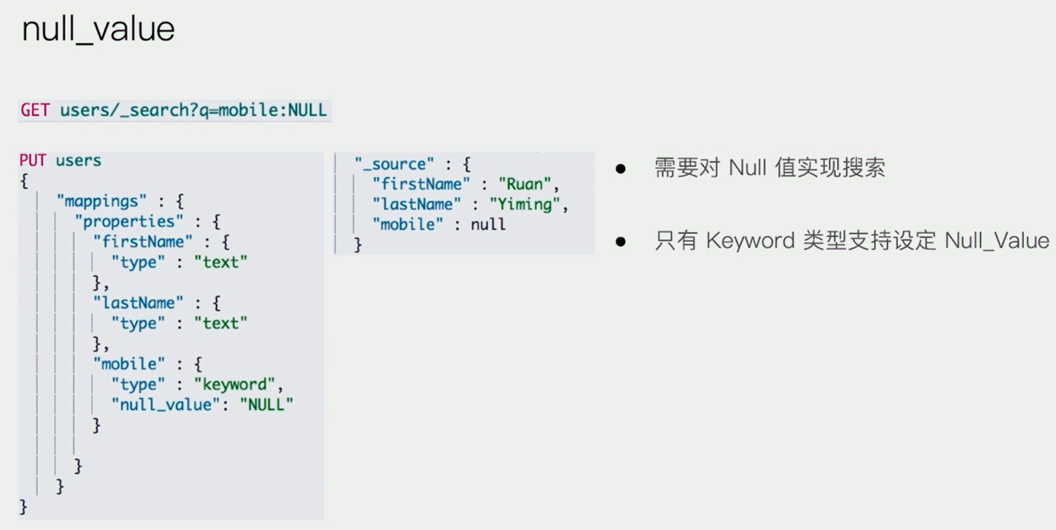 null_value
GET users/_search?q=mobile:NULL
PUT users
{
"mappings" : {
"properties" : {
"firstName" : {
"type" : "text"
},
"lastName" : {
"type" : "text"
},
"mobile" : {
"type" : "keyword",
"null_value": "NULL"
}
}
}
}
"_source" : {
"firstName" : "Ruan",
"lastName" : "Yiming",
"mobile" : null
}
● 需要对 Null 值实现搜索
● 只有 Keyword 类型支持设定 Null_Value